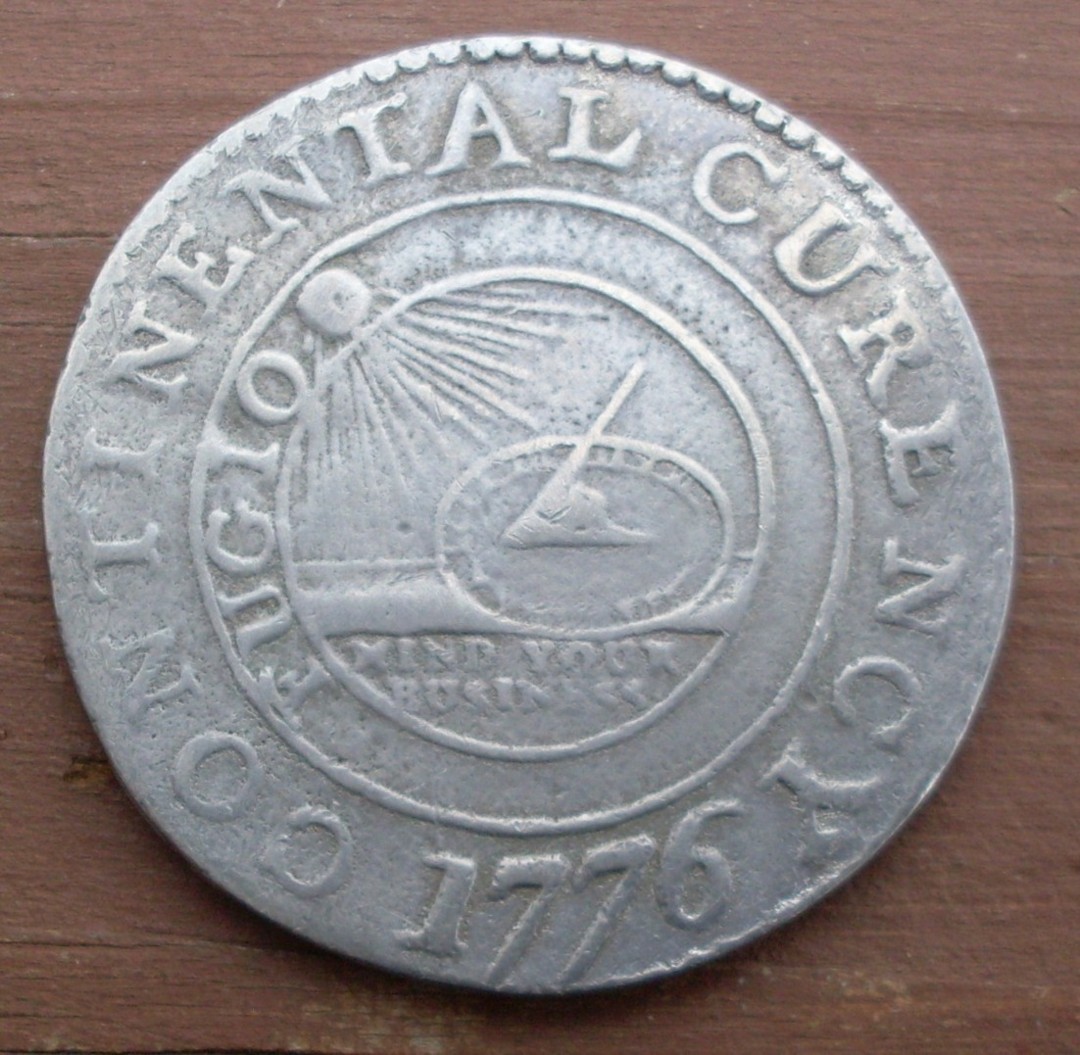 CONTINENTAL CURENCY
1776
FUGIO
MIND YOUR
BUSINESS